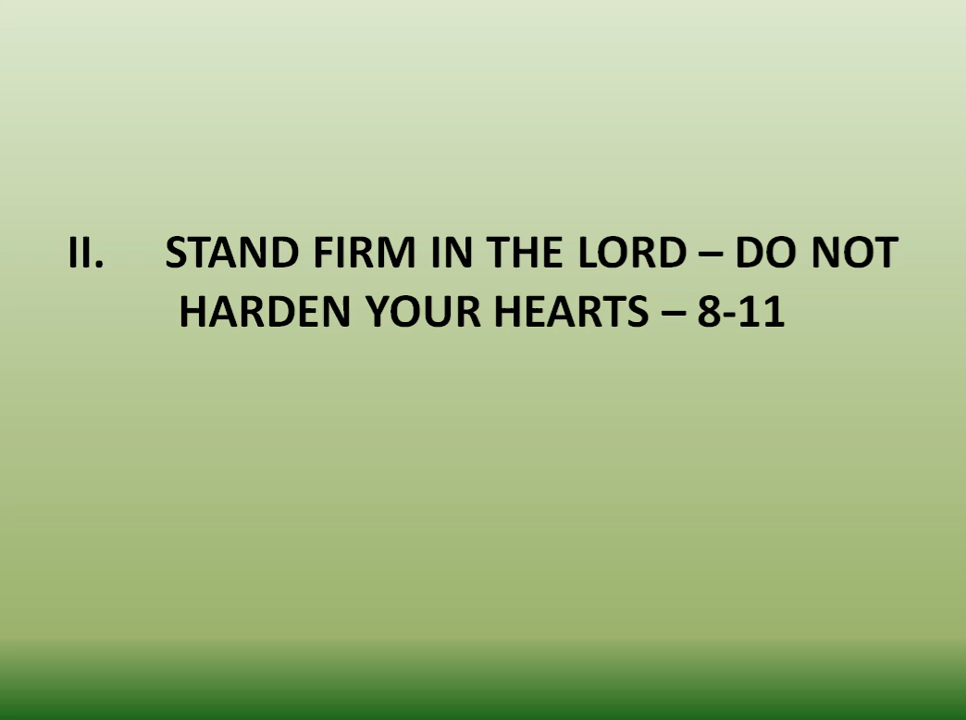 II. STAND FIRM IN THE LORD – DO NOT
HARDEN YOUR HEARTS – 8-11